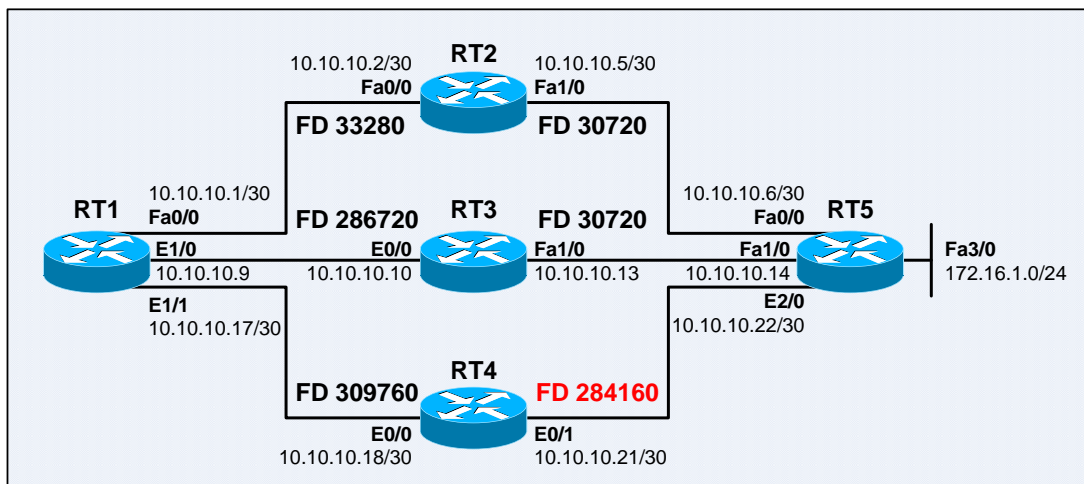 RT2
10.10.10.2/30
10.10.10.5/30
Fa0/0
Fa1/0
FD 33280
FD 30720
10.10.10.1/30
10.10.10.6/30
RT1
Fa0/0
FD 286720
RT3
FD 30720
Fa0/0
RT5
E1/0
E0/0
Fa1/0
Fa1/0
Fa3/0
10.10.10.9
10.10.10.10
10.10.10.13
10.10.10.14
172.16.1.0/24
E1/1
E2/0
10.10.10.17/30
10.10.10.22/30
RT4
FD 309760
FD 284160
E0/0
E0/1
10.10.10.18/30
10.10.10.21/30